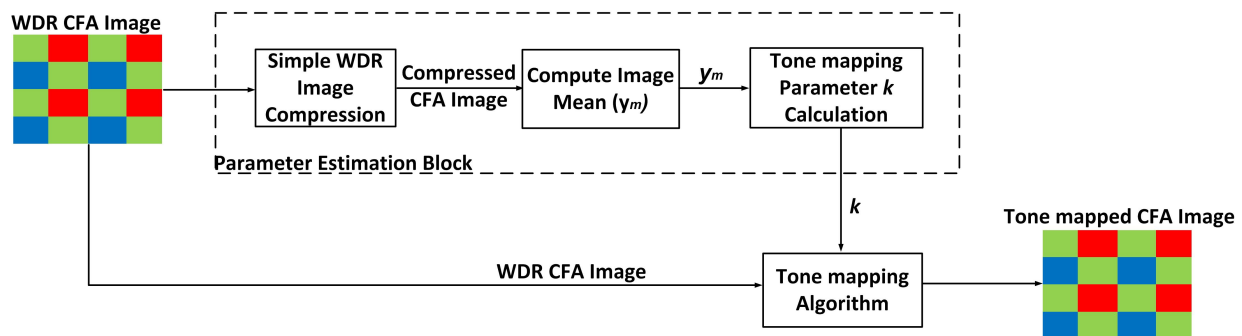 WDR CFA Image
Simple WDR
Image
Compression
Compressed
CFA Image
Compute Image
Mean (ym)
ym
Tone mapping
Parameter k
Calculation
Parameter Estimation Block
k
WDR CFA Image
Tone mapping
Algorithm
Tone mapped CFA Image